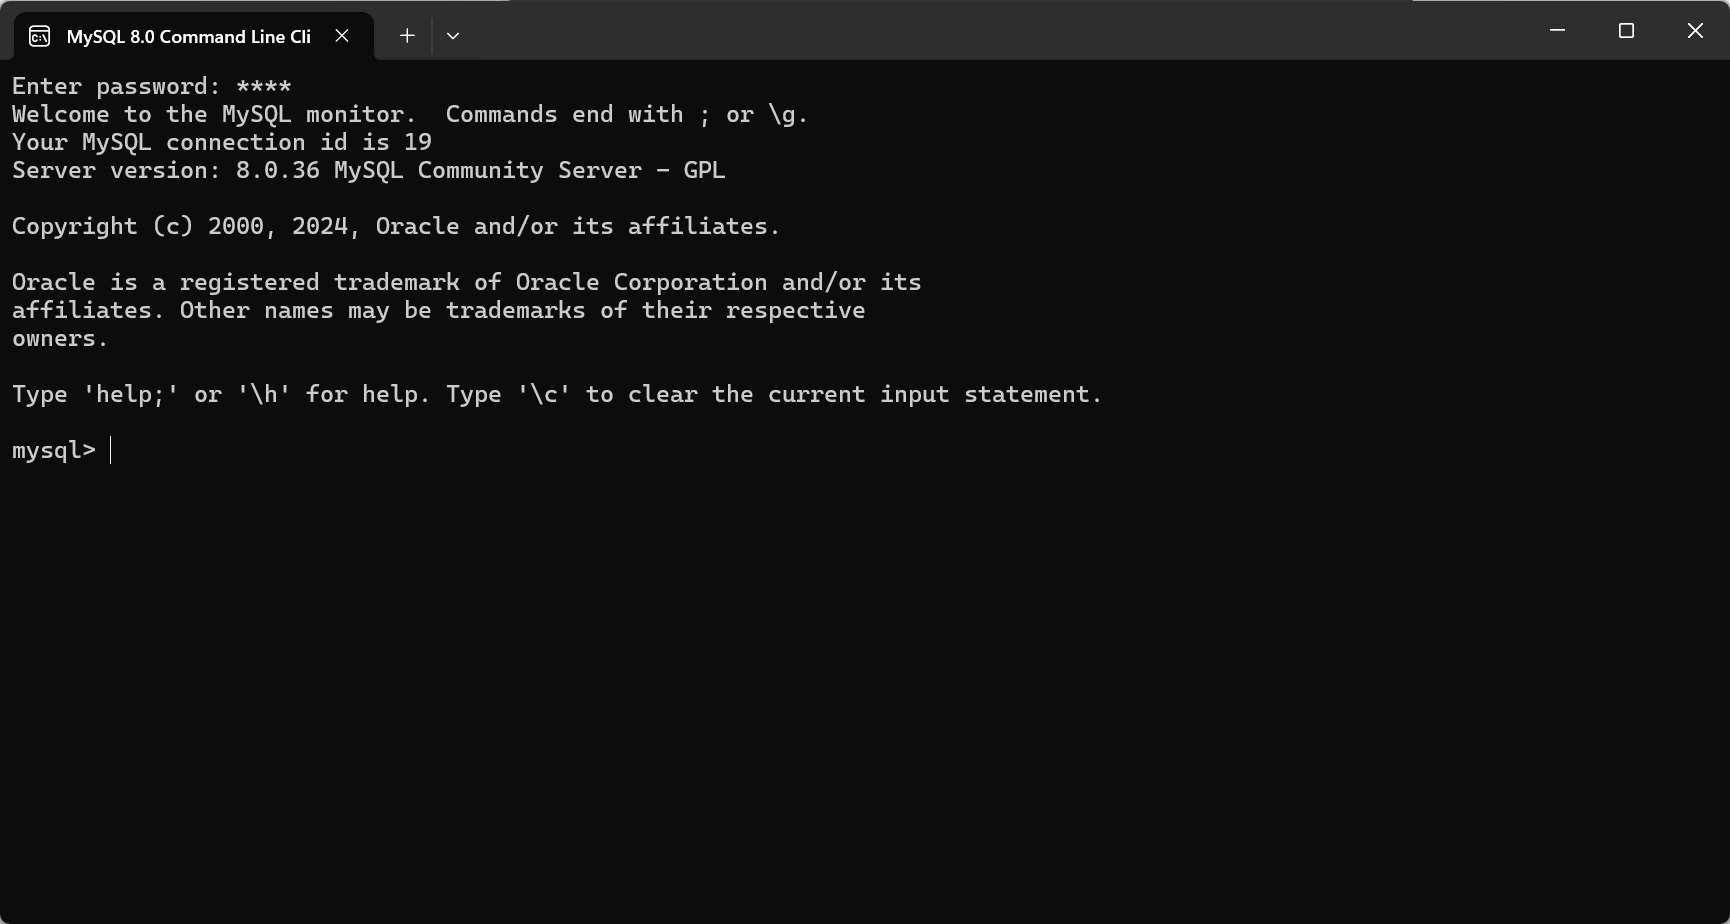 MySQL 8.0 Command Line Cli
Enter password: ****
Welcome to the MySQL monitor.  Commands end with ; or \g.
Your MySQL connection id is 19
Server version: 8.0.36 MySQL Community Server - GPL
Copyright (c) 2000, 2024, Oracle and/or its affiliates.
Oracle is a registered trademark of Oracle Corporation and/or its
affiliates. Other names may be trademarks of their respective
owners.
Type 'help;' or '\h' for help. Type '\c' to clear the current input statement.
mysql>